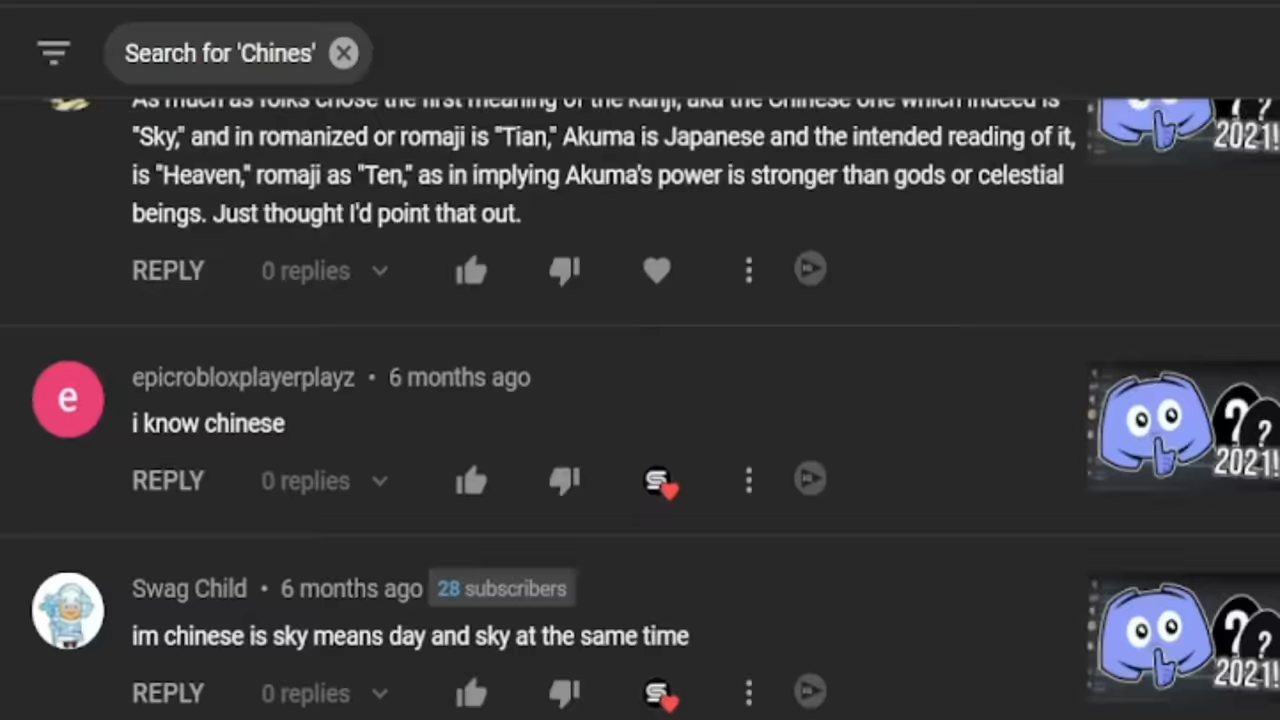 Search for 'Chines'
As much as folks chose the first meaning of the kanji, aka the Chinese one which indeed is
"Sky," and in romanized or romaji is "Tian," Akuma is Japanese and the intended reading of it,
is "Heaven," romaji as "Ten," as in implying Akuma's power is stronger than gods or celestial
beings. Just thought I'd point that out.
2021!
REPLY 0 replies
epicrobloxplayerplayz • 6 months ago
i know chinese
? ?
2021!
REPLY 0 replies
Swag Child • 6 months ago 28 subscribers
im chinese is sky means day and sky at the same time
? ?
2021!
REPLY 0 replies